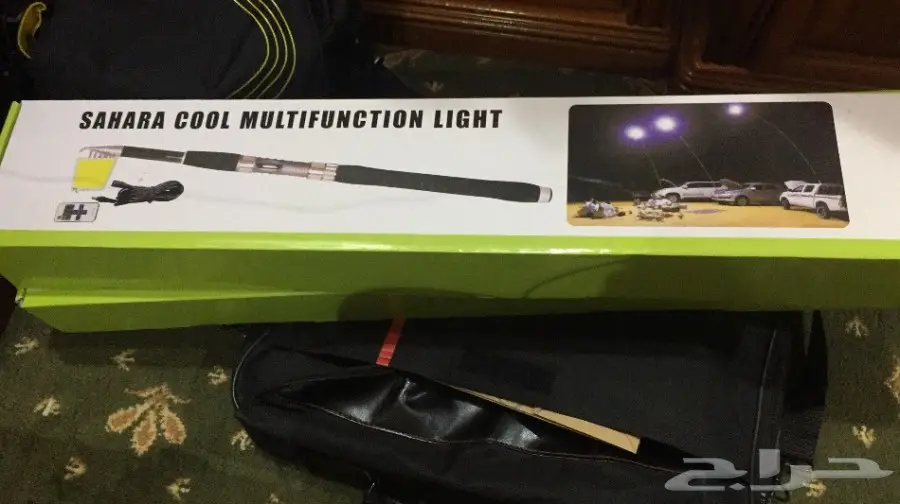 SAHARA COOL MULTIFUNCTION LIGHT
حراج